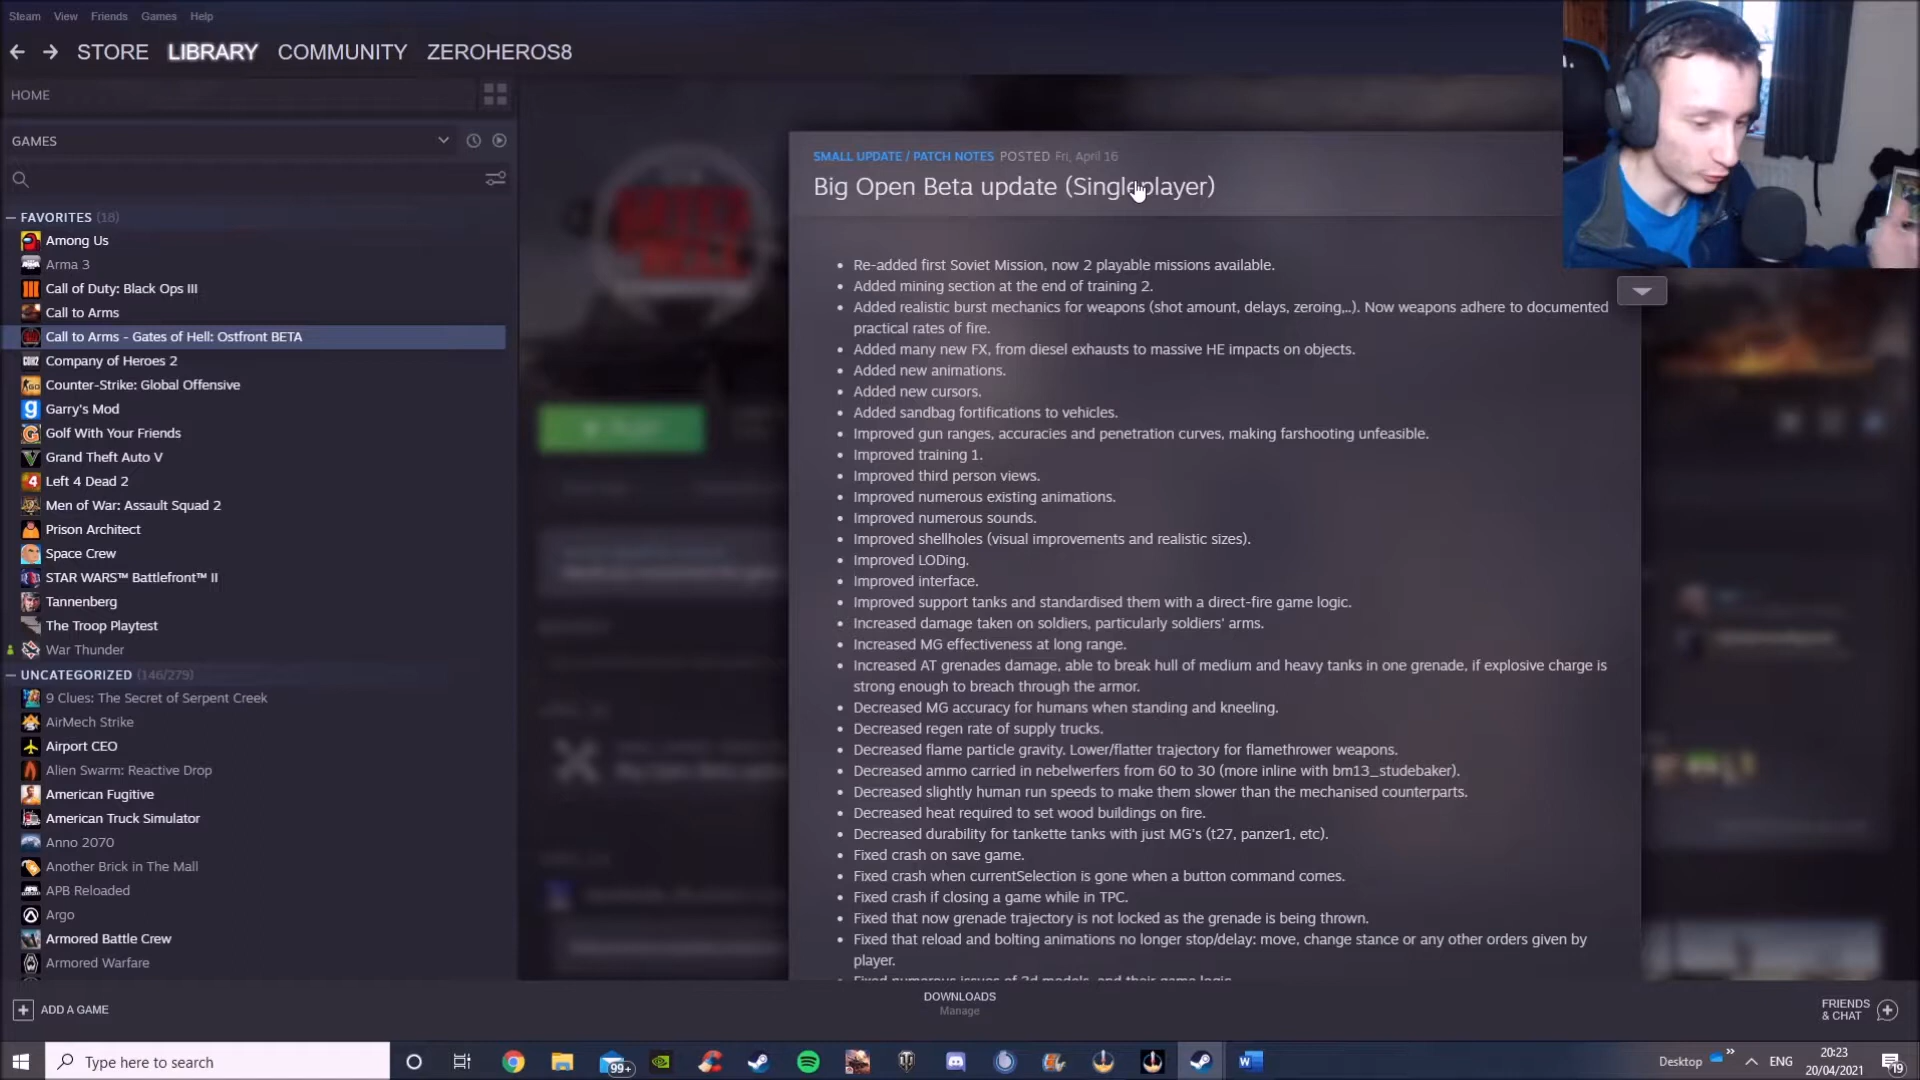 Steam View Friends Games Help
STORE LIBRARY COMMUNITY ZEROHEROS8
HOME
GAMES
FAVORITES (18)
Among Us
Arma 3
Call of Duty: Black Ops III
Call to Arms
Call to Arms - Gates of Hell: Ostfront BETA
Company of Heroes 2
Counter-Strike: Global Offensive
Garry's Mod
Golf With Your Friends
Grand Theft Auto V
Left 4 Dead 2
Men of War: Assault Squad 2
Prison Architect
Space Crew
STAR WARS™ Battlefront™ II
Tannenberg
The Troop Playtest
War Thunder
UNCATEGORIZED (146/279)
9 Clues: The Secret of Serpent Creek
AirMech Strike
Airport CEO
Alien Swarm: Reactive Drop
American Fugitive
American Truck Simulator
Anno 2070
Another Brick in The Mall
APB Reloaded
Argo
Armored Battle Crew
Armored Warfare
ADD A GAME
SMALL UPDATE / PATCH NOTES POSTED Fri, April 16
Big Open Beta update (Singleplayer)
Re-added first Soviet Mission, now 2 playable missions available.
Added mining section at the end of training 2.
Added realistic burst mechanics for weapons (shot amount, delays, zeroing,..). Now weapons adhere to documented
practical rates of fire.
Added many new FX, from diesel exhausts to massive HE impacts on objects.
Added new animations.
Added new cursors.
Added sandbag fortifications to vehicles.
Improved gun ranges, accuracies and penetration curves, making farshooting unfeasible.
Improved training 1.
Improved third person views.
Improved numerous existing animations.
Improved numerous sounds.
Improved shellholes (visual improvements and realistic sizes).
Improved LODing.
Improved interface.
Improved support tanks and standardised them with a direct-fire game logic.
Increased damage taken on soldiers, particularly soldiers' arms.
Increased MG effectiveness at long range.
Increased AT grenades damage, able to break hull of medium and heavy tanks in one grenade, if explosive charge is
strong enough to breach through the armor.
Decreased MG accuracy for humans when standing and kneeling.
Decreased regen rate of supply trucks.
Decreased flame particle gravity. Lower/flatter trajectory for flamethrower weapons.
Decreased ammo carried in nebelwerfers from 60 to 30 (more inline with bm13_studebaker).
Decreased slightly human run speeds to make them slower than the mechanised counterparts.
Decreased heat required to set wood buildings on fire.
Decreased durability for tankette tanks with just MG's (t27, panzer1, etc).
Fixed crash on save game.
Fixed crash when currentSelection is gone when a button command comes.
Fixed crash if closing a game while in TPC.
Fixed that now grenade trajectory is not locked as the grenade is being thrown.
Fixed that reload and bolting animations no longer stop/delay: move, change stance or any other orders given by
player.
Fixed numerous issues of 3d models, and their game logic.
DOWNLOADS
Manage
FRIENDS
& CHAT
Type here to search
99+
Desktop
ENG
20:23
20/04/2021
19